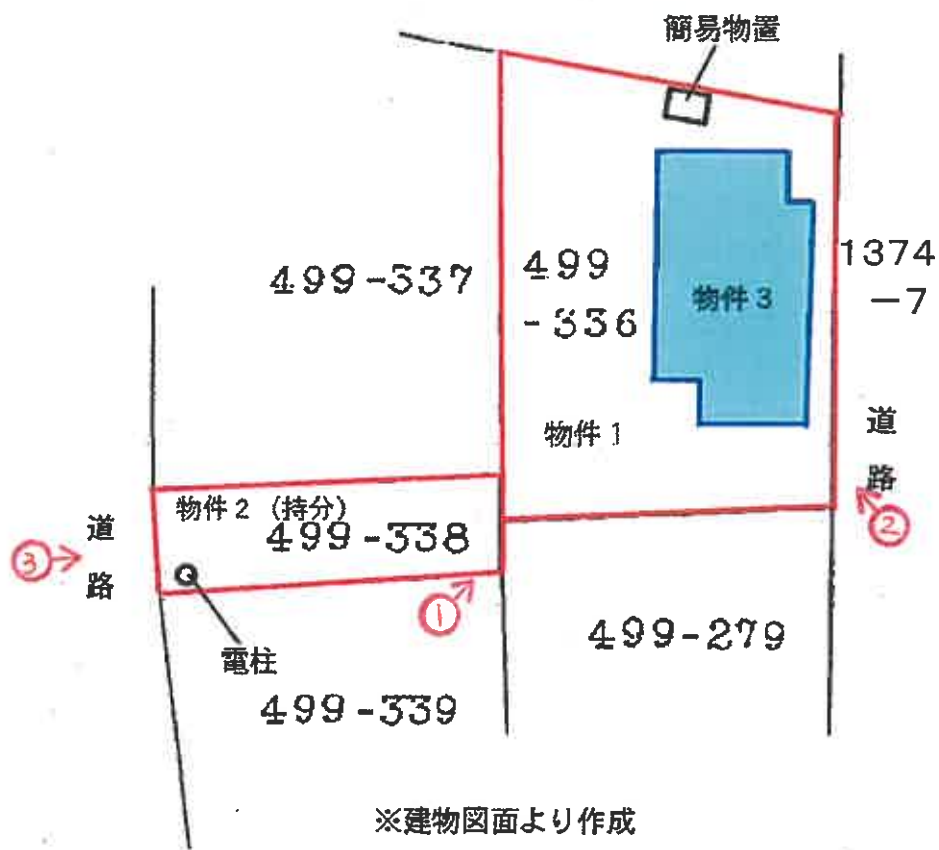 簡易物置
499-337
499
-336
物件3
1374
-7
物件1
道
路
物件2 (持分)
499-338
道
路
③
②
①
499-279
電柱
499-339
※建物図面より作成